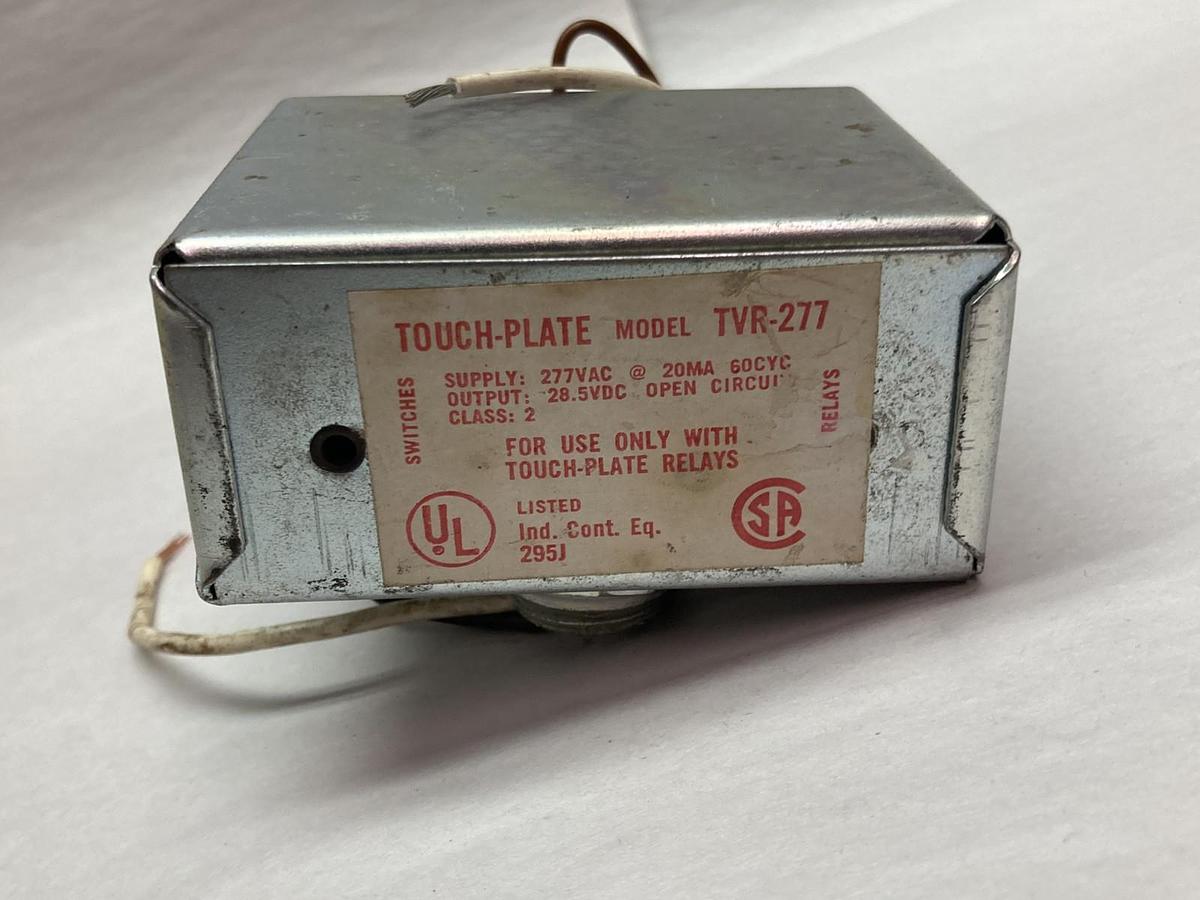 TOUCH-PLATE MODEL TVR-277
SUPPLY: 277VAC @ 20MA 60CYC
OUTPUT: 28.5VDC OPEN CIRCUI
CLASS: 2
SWITCHES
RELAYS
FOR USE ONLY WITH
TOUCH-PLATE RELAYS
UL
LISTED
Ind. Cont. Eq.
295J
SA